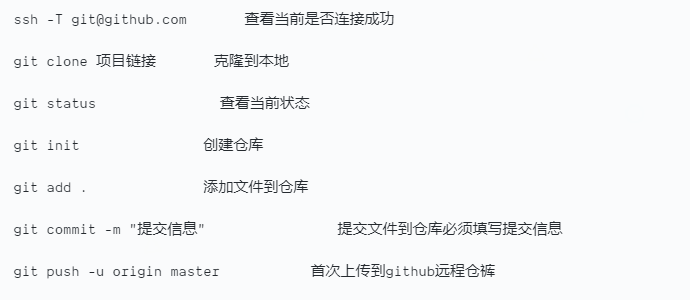 ssh -T git@github.com 查看当前是否连接成功
git clone 项目链接 克隆到本地
git status 查看当前状态
git init 创建仓库
git add . 添加文件到仓库
git commit -m "提交信息" 提交文件到仓库必须填写提交信息
git push -u origin master 首次上传到github远程仓裤